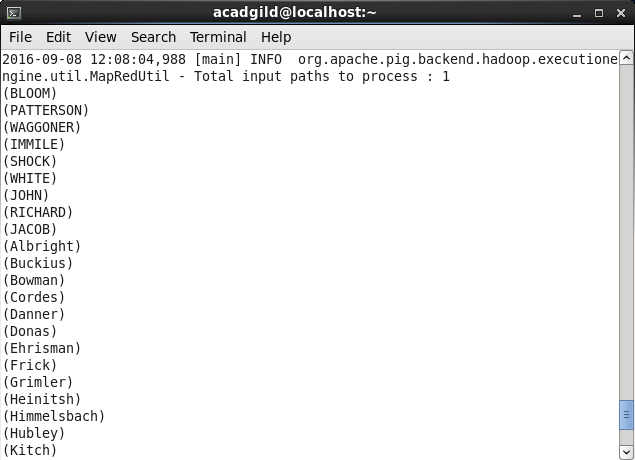 acadgild@localhost:~
File Edit View Search Terminal Help
2016-09-08 12:08:04,988 [main] INFO  org.apache.pig.backend.hadoop.executione
ngine.util.MapRedUtil - Total input paths to process : 1
(BLOOM)
(PATTERSON)
(WAGGONER)
(IMMILE)
(SHOCK)
(WHITE)
(JOHN)
(RICHARD)
(JACOB)
(Albright)
(Buckius)
(Bowman)
(Cordes)
(Danner)
(Donas)
(Ehrisman)
(Frick)
(Grimler)
(Heinitsh)
(Himmelsbach)
(Hubley)
(Kitch)